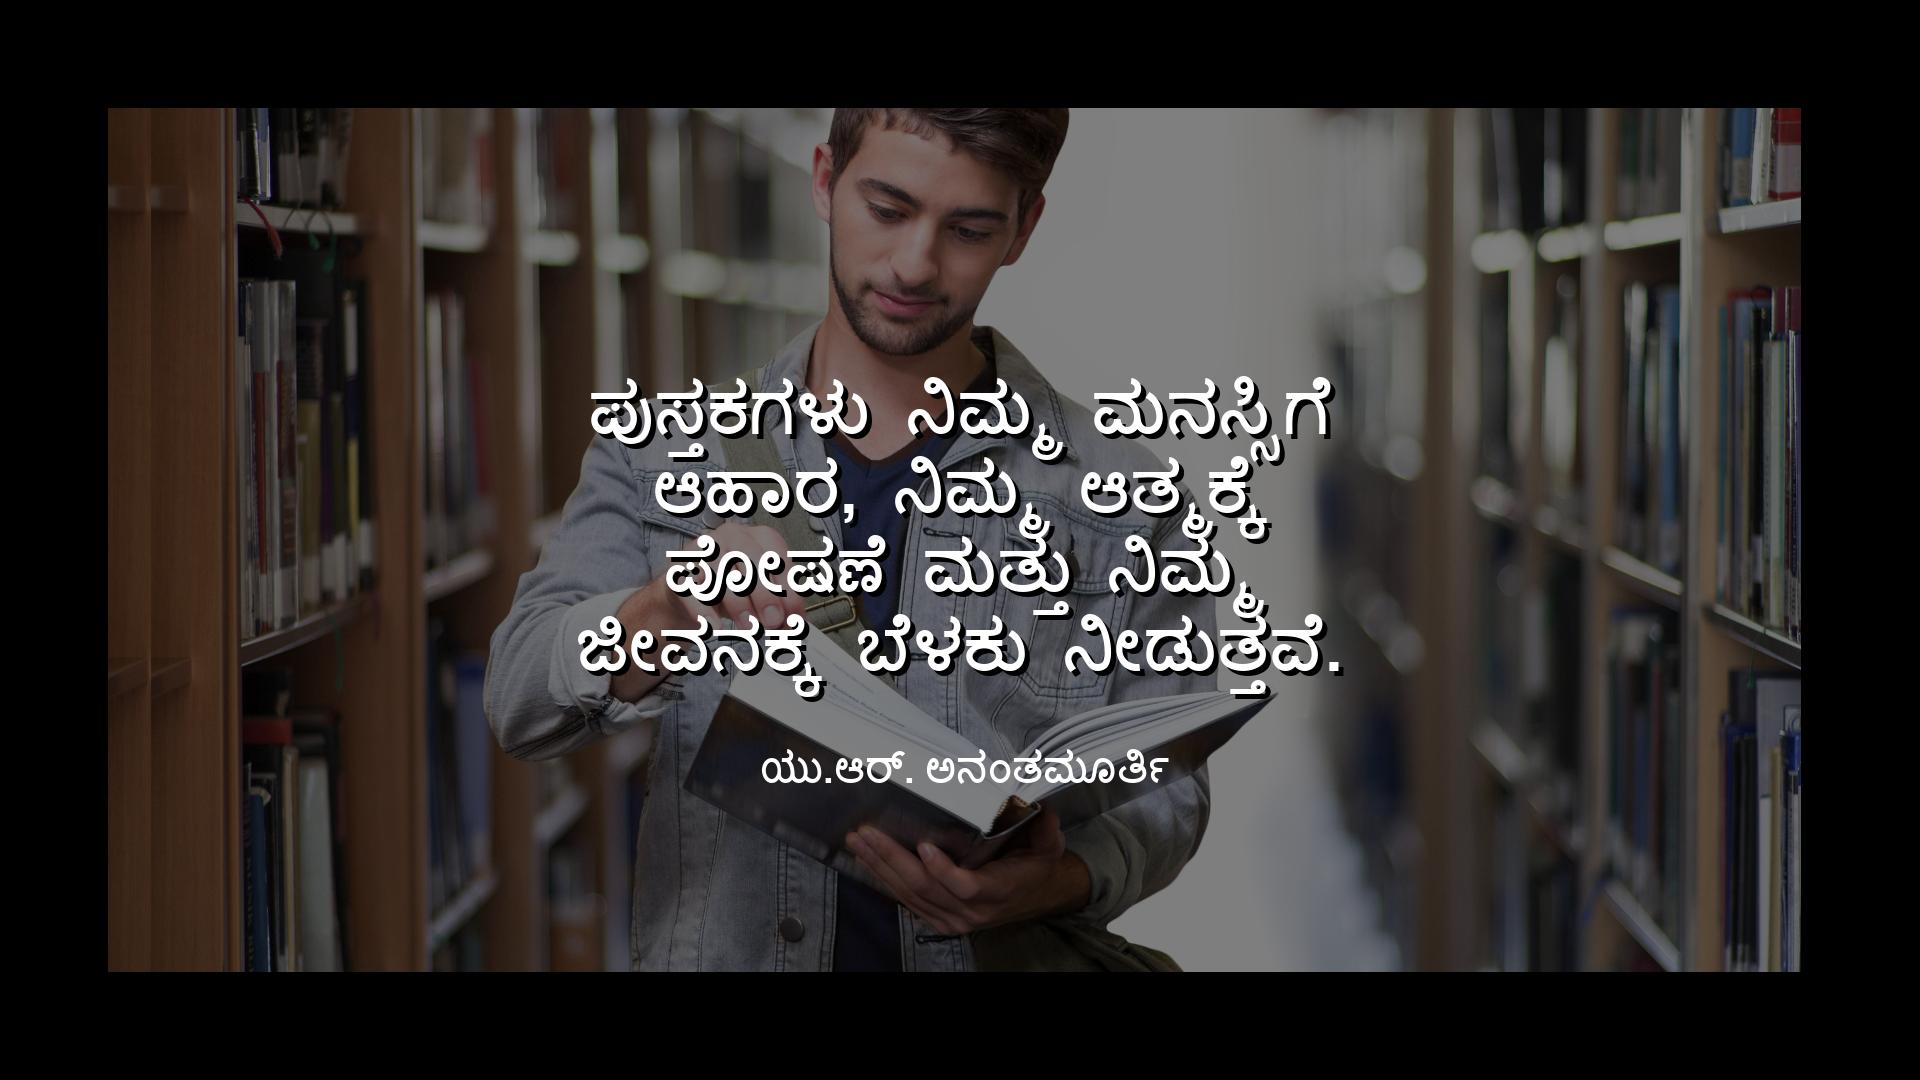 ಪುಸ್ತಕಗಳು ನಿಮ್ಮ ಮನಸ್ಸಿಗೆ
ಆಹಾರ, ನಿಮ್ಮ ಆತ್ಮಕ್ಕೆ
ಪೋಷಣೆ ಮತ್ತು ನಿಮ್ಮ
ಜೀವನಕ್ಕೆ ಬೆಳಕು ನೀಡುತ್ತವೆ.
ಯು.ಆರ್. ಅನಂತಮೂರ್ತಿ